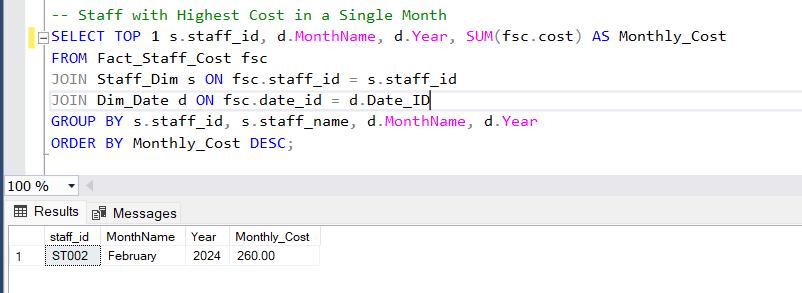 -- Staff with Highest Cost in a Single Month
SELECT TOP 1 s.staff_id, d.MonthName, d.Year, SUM(fsc.cost) AS Monthly_Cost
FROM Fact_Staff_Cost fsc
JOIN Staff_Dim s ON fsc.staff_id = s.staff_id
JOIN Dim_Date d ON fsc.date_id = d.Date_ID
GROUP BY s.staff_id, s.staff_name, d.MonthName, d.Year
ORDER BY Monthly_Cost DESC;
100 %
Results Messages
staff_id MonthName Year Monthly_Cost
1 ST002 February 2024 260.00